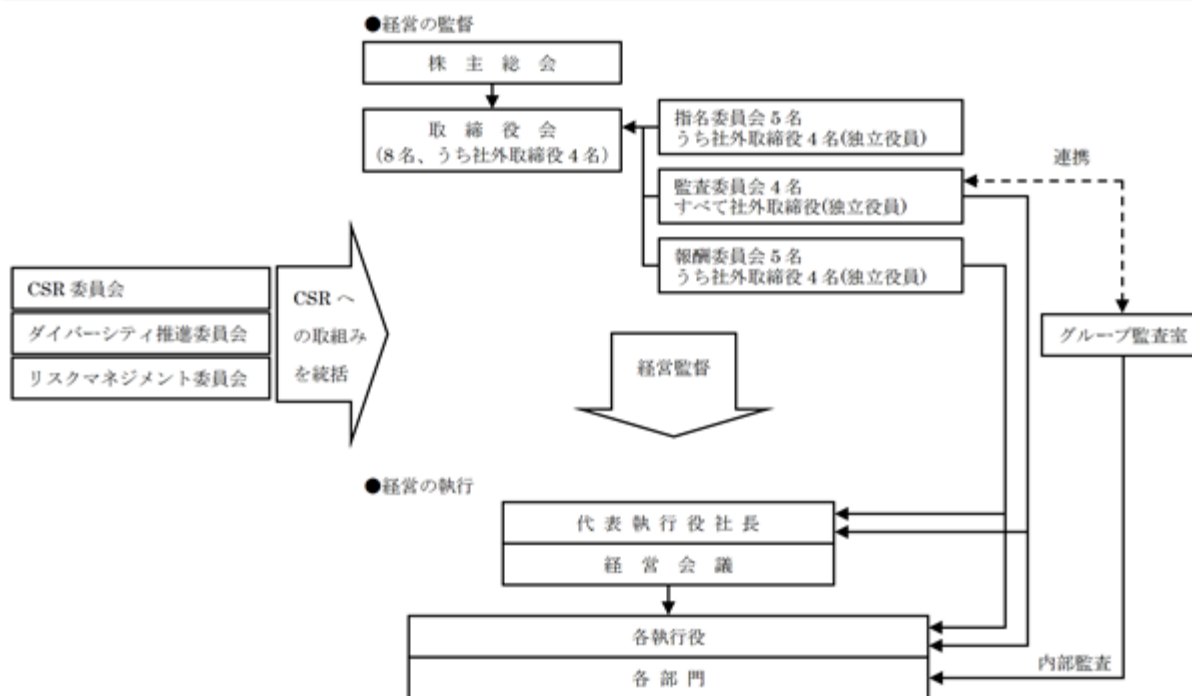 ●経営の監督
株主総会
取締役会
(8名、うち社外取締役4名)
指名委員会5名
うち社外取締役4名(独立役員)
監査委員会4名
すべて社外取締役(独立役員)
報酬委員会5名
うち社外取締役4名(独立役員)
連携
グループ監査室
CSR委員会
ダイバーシティ推進委員会
リスクマネジメント委員会
CSRへ
の取組み
を統括
経営監督
●経営の執行
代表執行役社長
経営会議
各執行役
各部門
内部監査